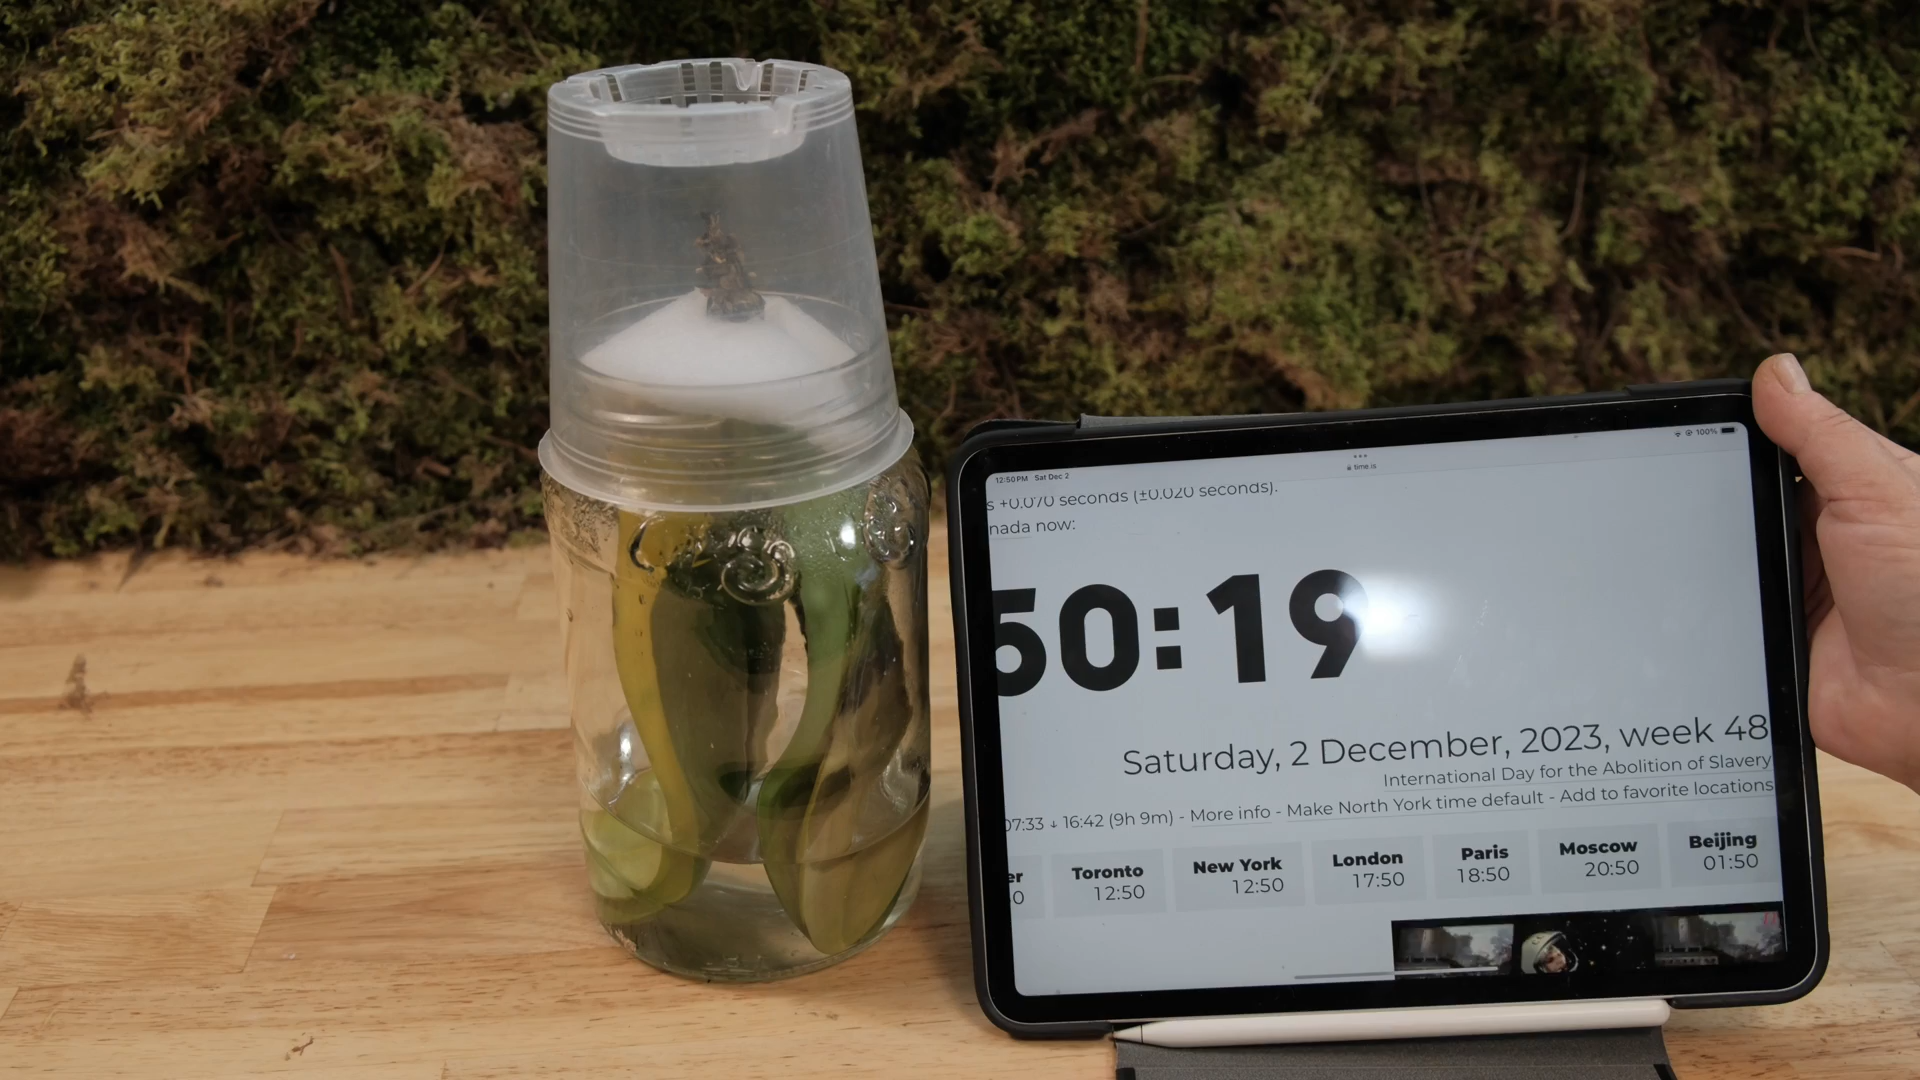 12:50PM Sat Dec 2
100%
time.is
s +0.070 seconds (±0.020 seconds).
nada now:
50:19
Saturday, 2 December, 2023, week 48
International Day for the Abolition of Slavery
07:33 ↓ 16:42 (9h 9m) - More info - Make North York time default - Add to favorite locations
er
0
Toronto
12:50
New York
12:50
London
17:50
Paris
18:50
Moscow
20:50
Beijing
01:50